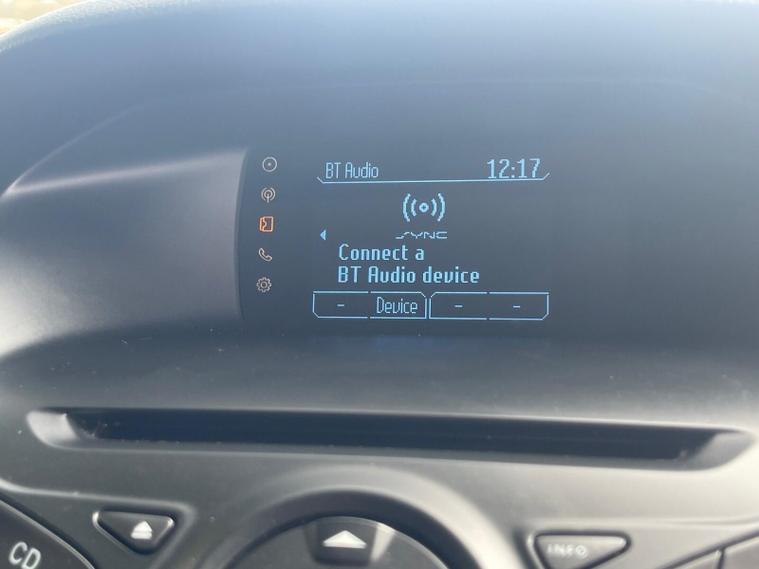 BT Audio 12:17
SYNC
Connect a
BT Audio device
- Device - -
CD
INFO